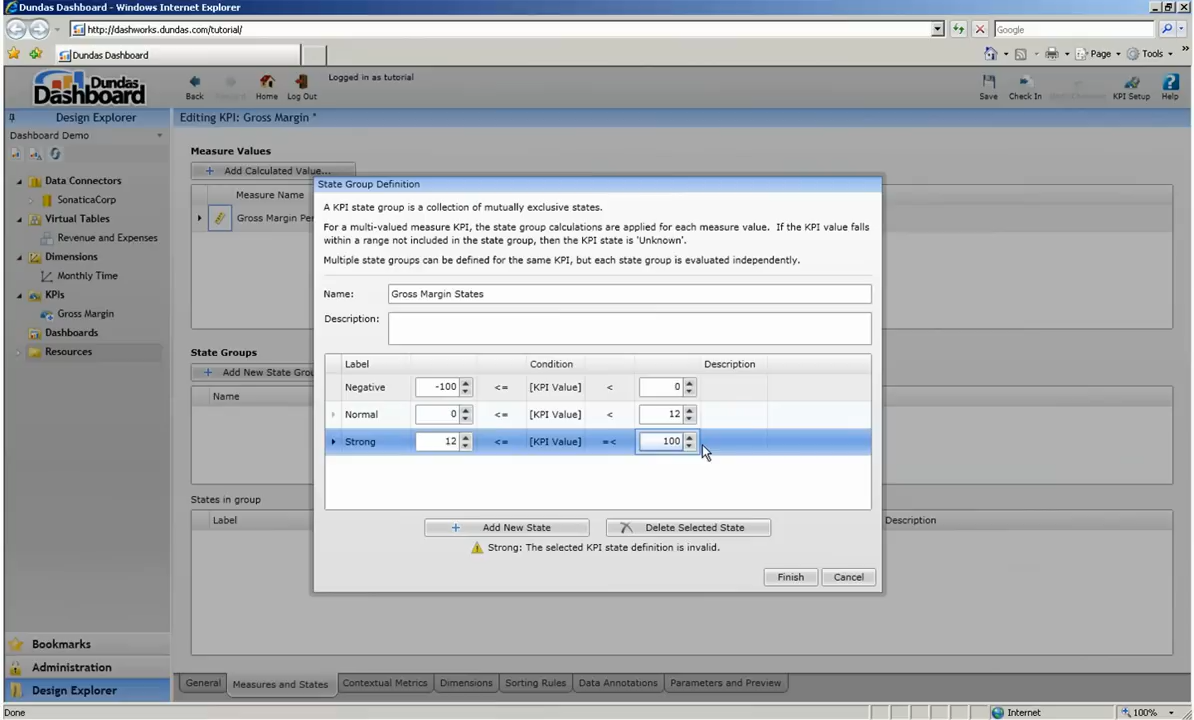 Dundas Dashboard - Windows Internet Explorer
http://dashworks.dundas.com/tutorial/
Google
Dundas Dashboard
Page
Tools
Dundas
Dashboard
Back
Home
Log Out
Logged in as tutorial
Save
Check In
KPI Setup
Help
Design Explorer
Editing KPI: Gross Margin *
Dashboard Demo
Data Connectors
SonaticaCorp
Virtual Tables
Revenue and Expenses
Dimensions
Monthly Time
KPIs
Gross Margin
Dashboards
Resources
Measure Values
+ Add Calculated Value...
Measure Name
Gross Margin Per
State Groups
+ Add New State Grou
Name
States in group
Label
Description
State Group Definition
A KPI state group is a collection of mutually exclusive states.
For a multi-valued measure KPI, the state group calculations are applied for each measure value. If the KPI value falls
within a range not included in the state group, then the KPI state is 'Unknown'.
Multiple state groups can be defined for the same KPI, but each state group is evaluated independently.
Name: Gross Margin States
Description:
Label Condition Description
Negative -100 <= [KPI Value] < 0
Normal 0 <= [KPI Value] < 12
Strong 12 <= [KPI Value] =< 100
+ Add New State Delete Selected State
Strong: The selected KPI state definition is invalid.
Finish Cancel
Bookmarks
Administration
Design Explorer
General Measures and States Contextual Metrics Dimensions Sorting Rules Data Annotations Parameters and Preview
Done Internet 100%